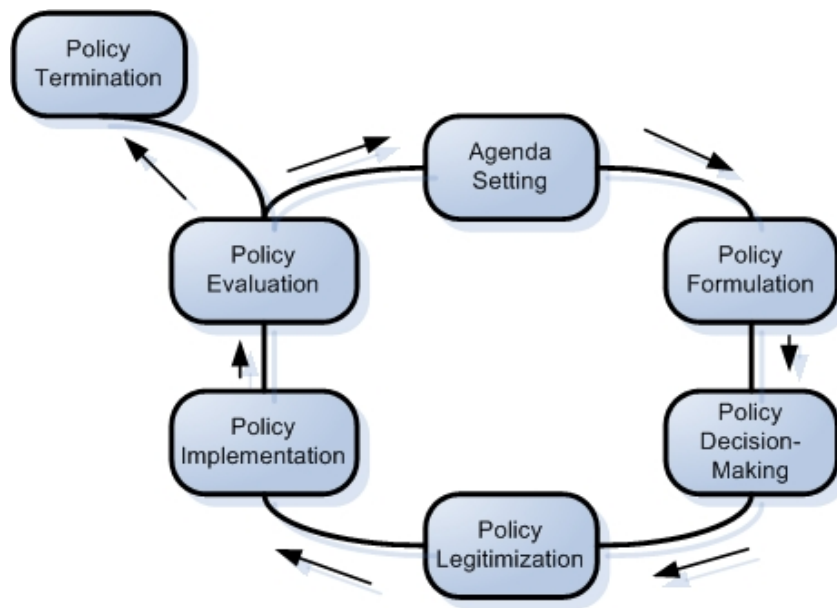 Policy
Termination
Agenda
Setting
Policy
Formulation
Policy
Decision-
Making
Policy
Legitimization
Policy
Implementation
Policy
Evaluation